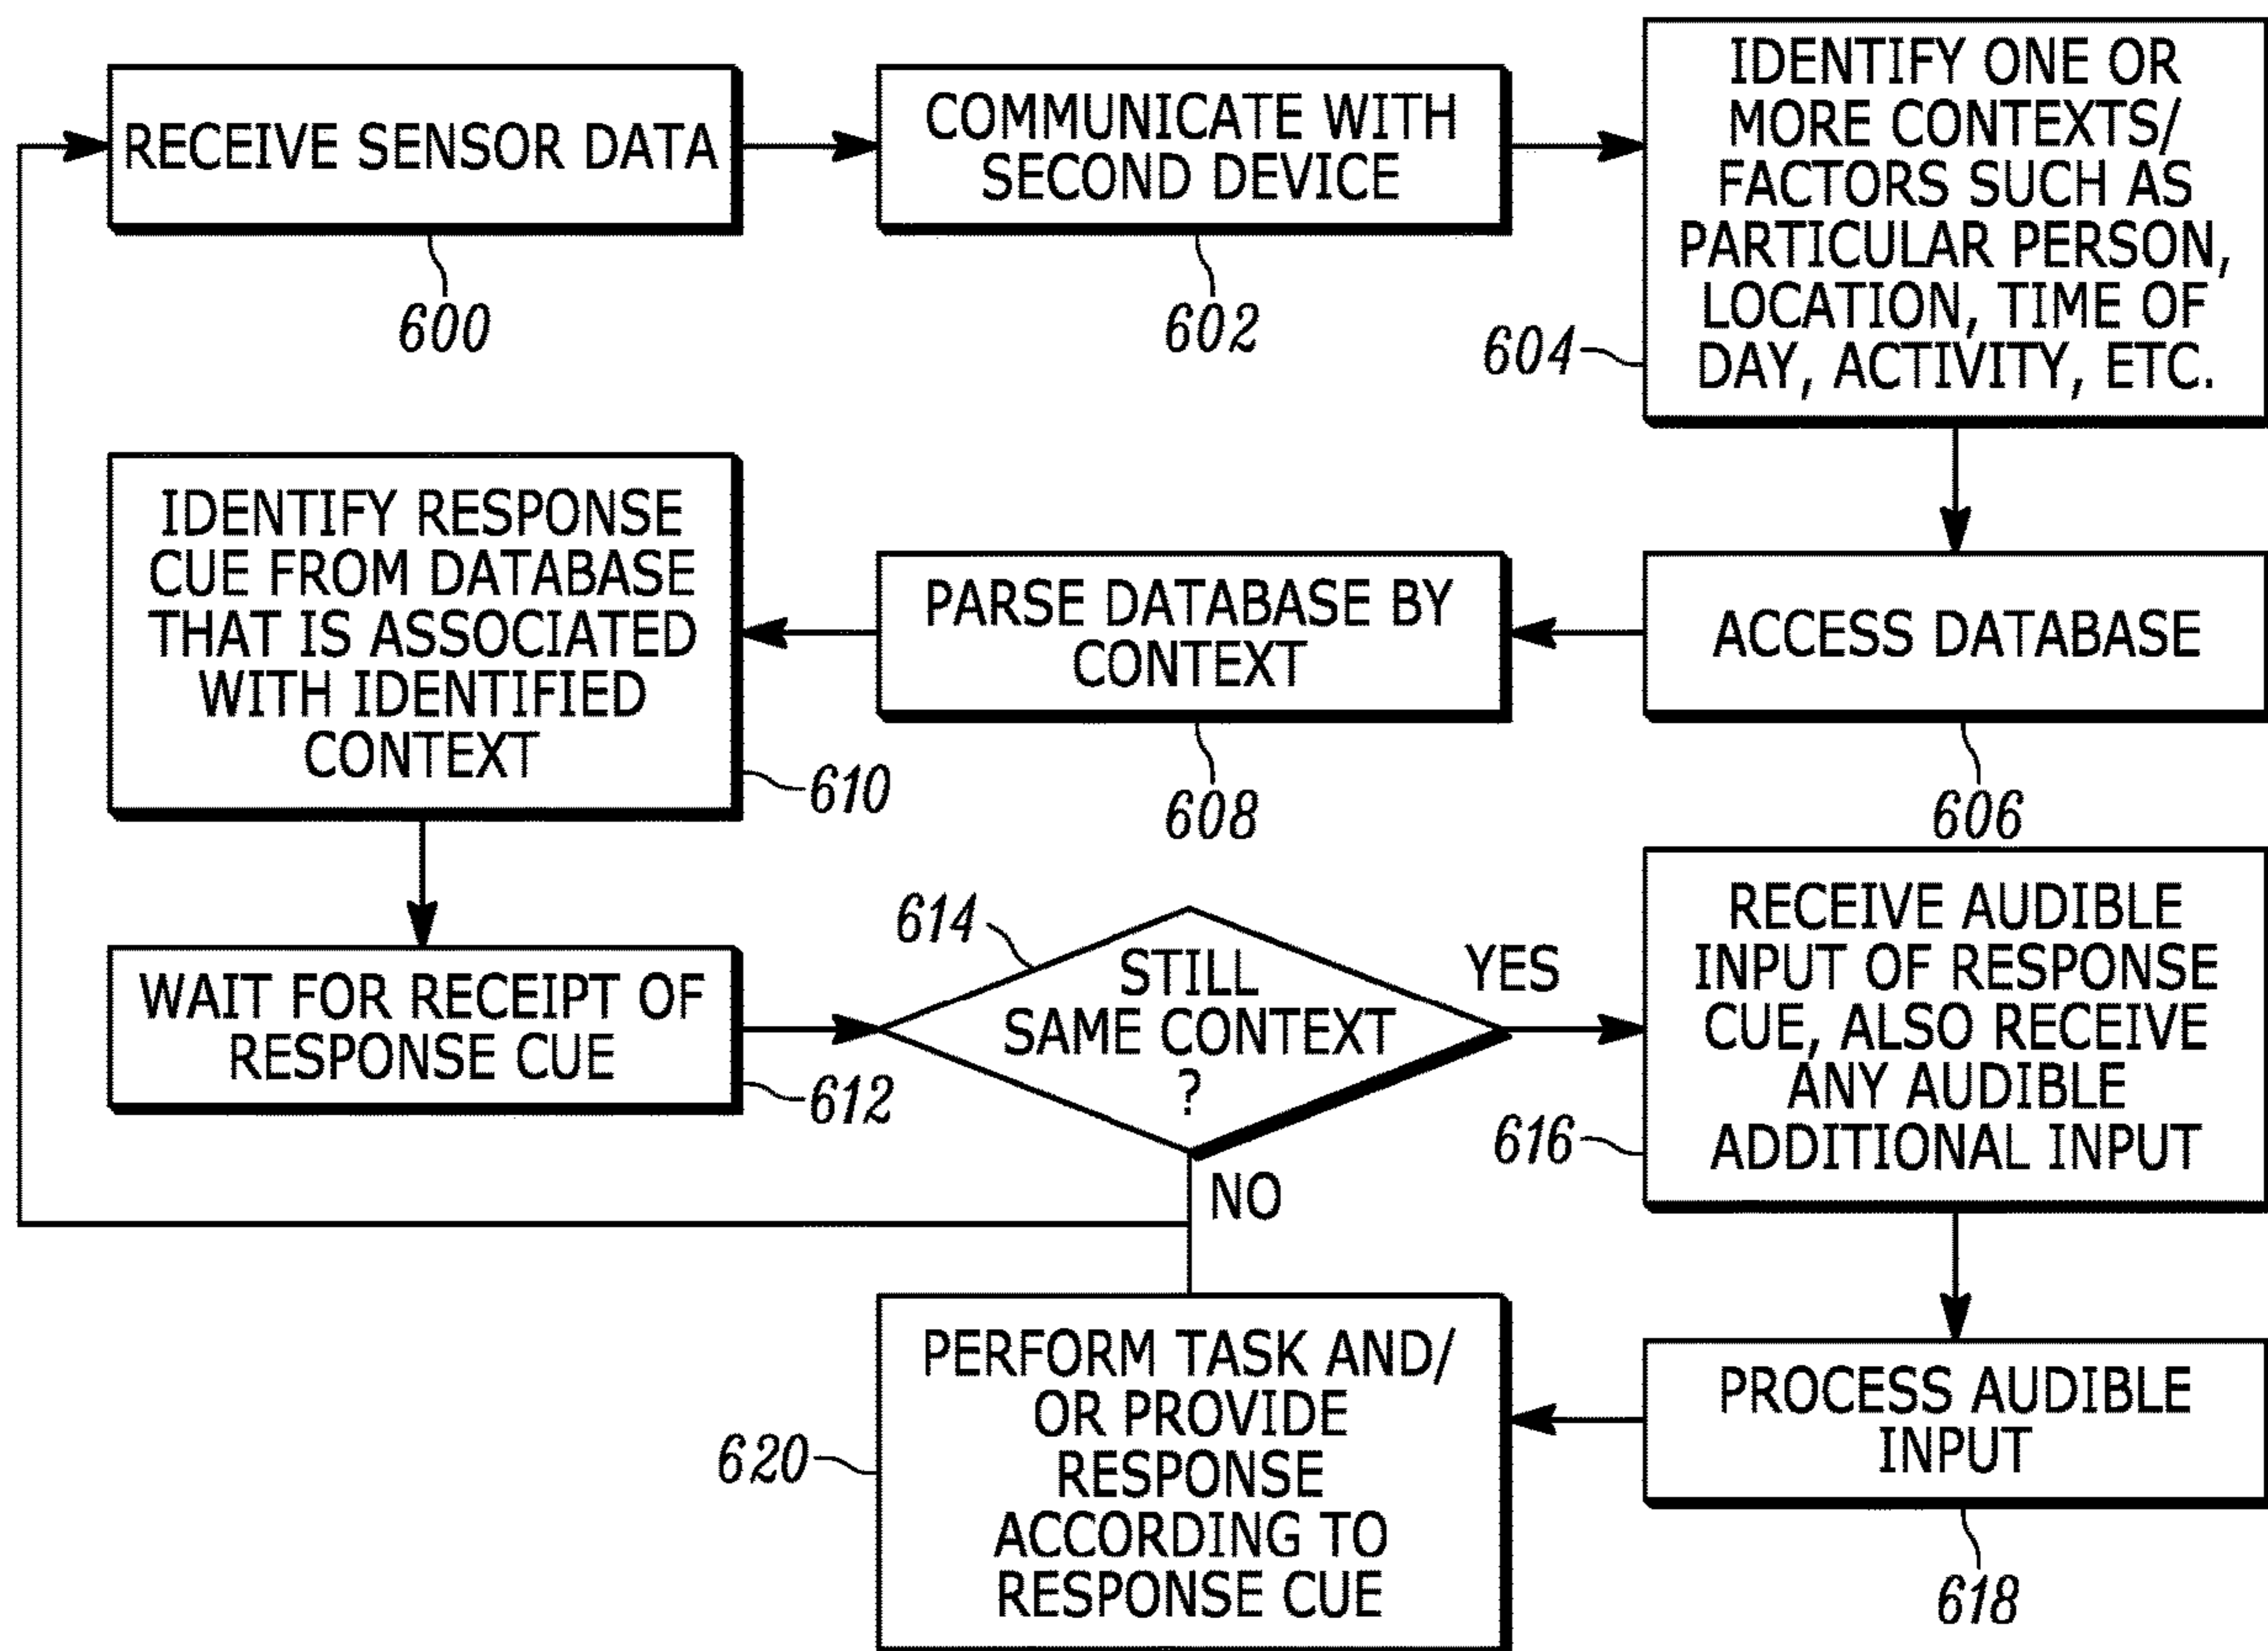 RECEIVE SENSOR DATA
600
COMMUNICATE WITH
SECOND DEVICE
602
IDENTIFY ONE OR
MORE CONTEXTS/
FACTORS SUCH AS
PARTICULAR PERSON,
LOCATION, TIME OF
DAY, ACTIVITY, ETC.
604
ACCESS DATABASE
606
PARSE DATABASE BY
CONTEXT
608
IDENTIFY RESPONSE
CUE FROM DATABASE
THAT IS ASSOCIATED
WITH IDENTIFIED
CONTEXT
610
WAIT FOR RECEIPT OF
RESPONSE CUE
612
614
STILL
SAME CONTEXT
?
YES
NO
RECEIVE AUDIBLE
INPUT OF RESPONSE
CUE, ALSO RECEIVE
ANY AUDIBLE
ADDITIONAL INPUT
616
PROCESS AUDIBLE
INPUT
618
PERFORM TASK AND/
OR PROVIDE
RESPONSE
ACCORDING TO
RESPONSE CUE
620